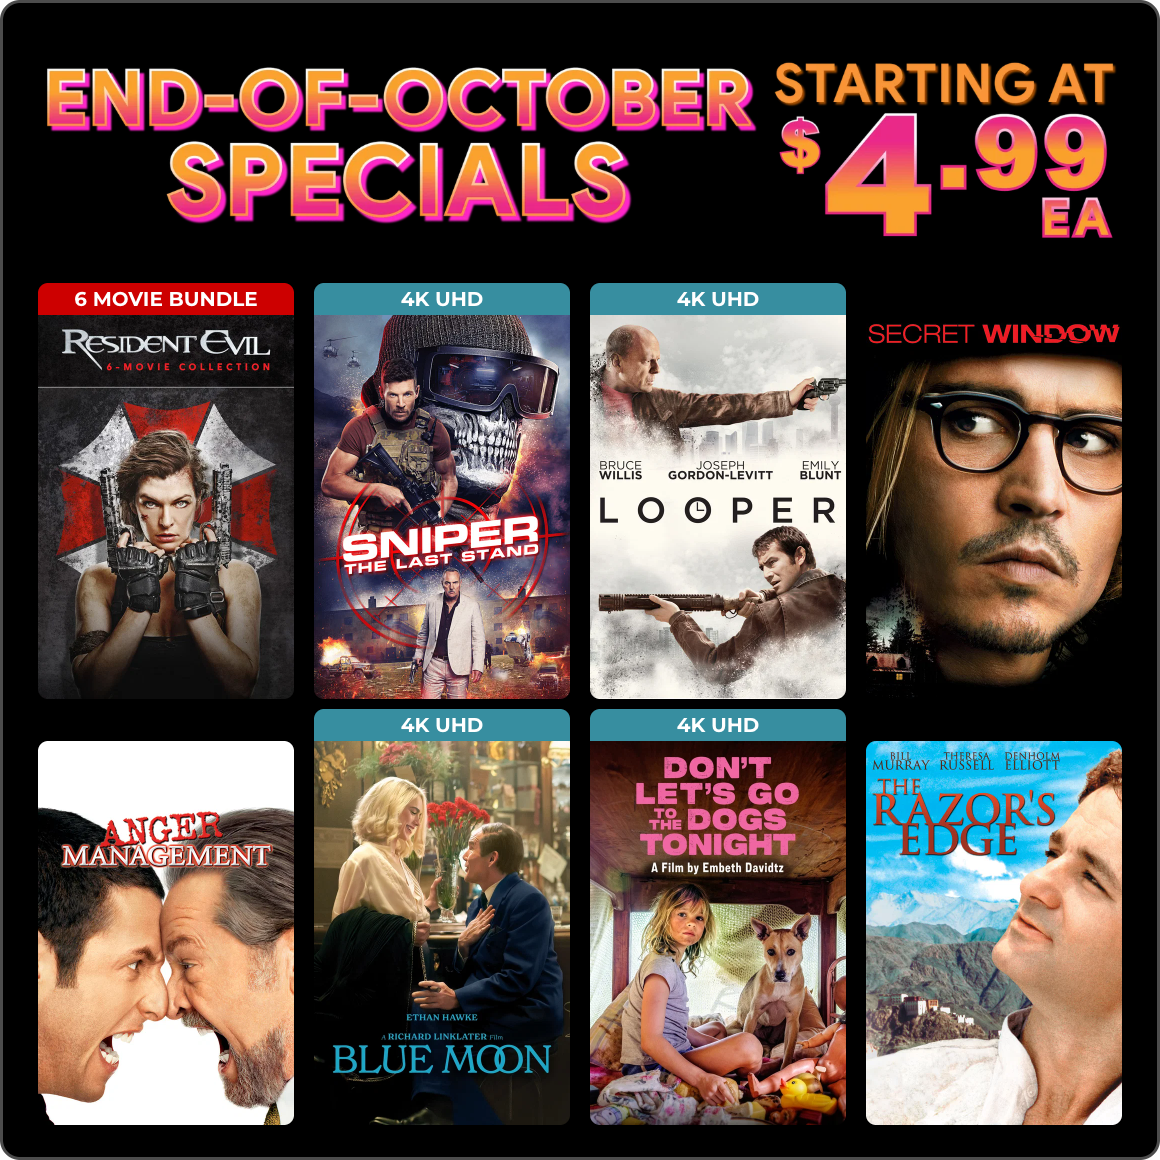 END-OF-OCTOBER
SPECIALS
STARTING AT
$4.99
EA
6 MOVIE BUNDLE
RESIDENT EVIL
6-MOVIE COLLECTION
4K UHD
SNIPER
THE LAST STAND
4K UHD
BRUCE WILLIS
JOSEPH GORDON-LEVITT
EMILY BLUNT
LOOPER
SECRET WINDOW
ANGER
MANAGEMENT
4K UHD
ETHAN HAWKE
A RICHARD LINKLATER Film
BLUE MOON
4K UHD
DON'T
LET'S GO
TO THE DOGS
TONIGHT
A Film by Embeth Davidtz
BILL MURRAY
THERESA RUSSELL
DENHOLM ELLIOTT
THE
RAZOR'S
EDGE